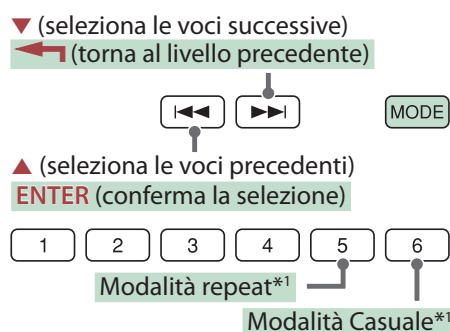 ▼ (seleziona le voci successive)
(torna al livello precedente)
MODE
▲ (seleziona le voci precedenti)
ENTER (conferma la selezione)
1 2 3 4 5 6
Modalità repeat*1
Modalità Casuale*1